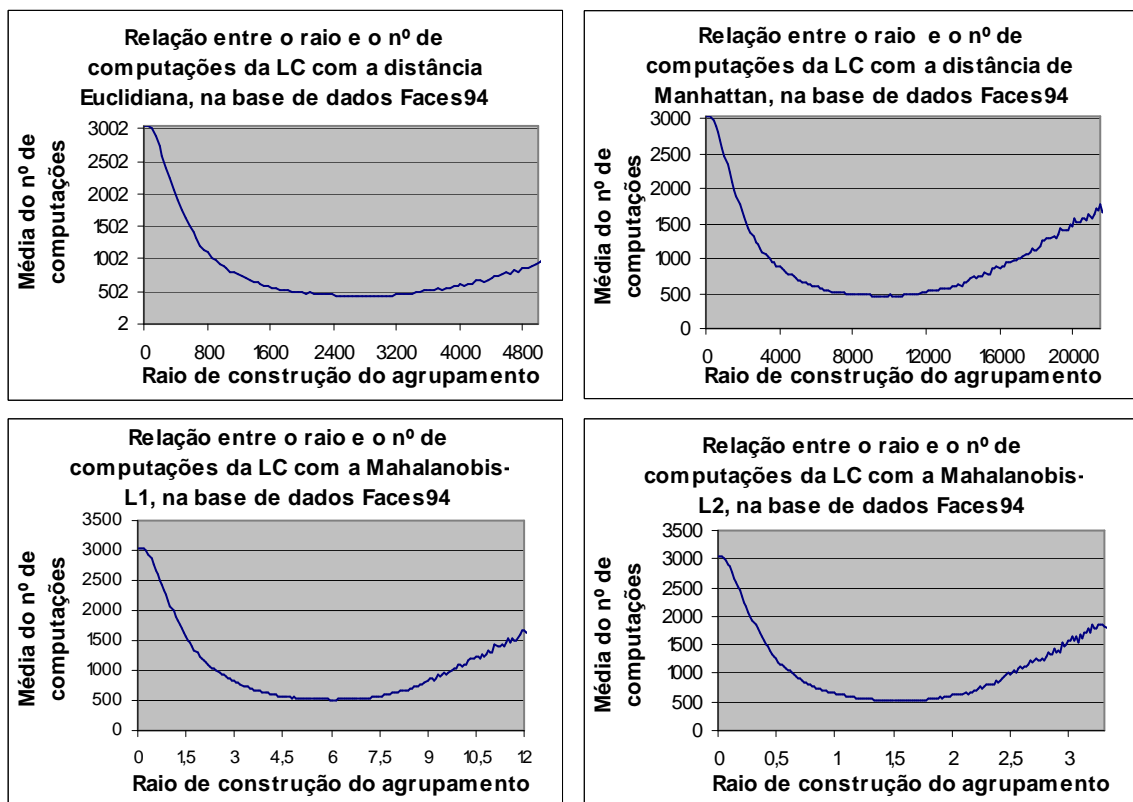 Relação entre o raio e o nº de
computações da LC com a distância
Euclidiana, na base de dados Faces94
Média do nº de
computações
3002
2502
2002
1502
1002
502
2
0 800 1600 2400 3200 4000 4800
Raio de construção do agrupamento
Relação entre o raio e o nº de
computações da LC com a distância de
Manhattan, na base de dados Faces94
Média do nº de
computações
3000
2500
2000
1500
1000
500
0
0 4000 8000 12000 16000 20000
Raio de construção do agrupamento
Relação entre o raio e o nº de
computações da LC com a Mahalanobis-
L1, na base de dados Faces94
Média do nº de
computações
3500
3000
2500
2000
1500
1000
500
0
0 1,5 3 4,5 6 7,5 9 10,5 12
Raio de construção do agrupamento
Relação entre o raio e o nº de
computações da LC com a Mahalanobis-
L2, na base de dados Faces94
Média do nº de
computações
3500
3000
2500
2000
1500
1000
500
0
0 0,5 1 1,5 2 2,5 3
Raio de construção do agrupamento